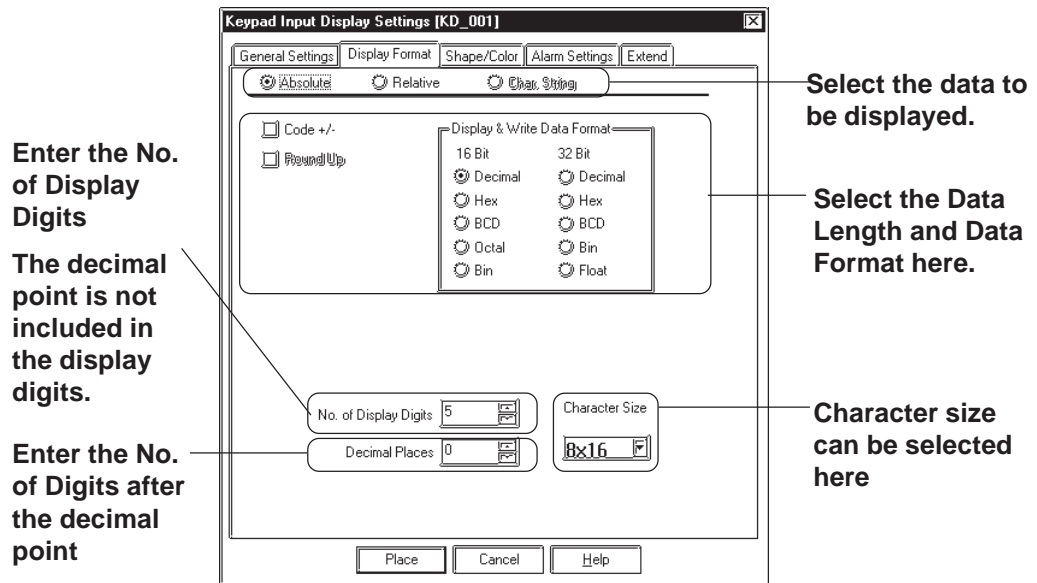 Keypad Input Display Settings [KD_001]
General Settings Display Format Shape/Color Alarm Settings Extend
Absolute Relative Char. String
Select the data to
be displayed.
Code +/-
Round Up
Display & Write Data Format
16 Bit 32 Bit
Decimal Decimal
Hex Hex
BCD BCD
Octal Bin
Bin Float
Enter the No.
of Display
Digits
The decimal
point is not
included in
the display
digits.
Select the Data
Length and Data
Format here.
No. of Display Digits 5
Decimal Places 0
Character Size
8x16
Enter the No.
of Digits after
the decimal
point
Character size
can be selected
here
Place Cancel Help